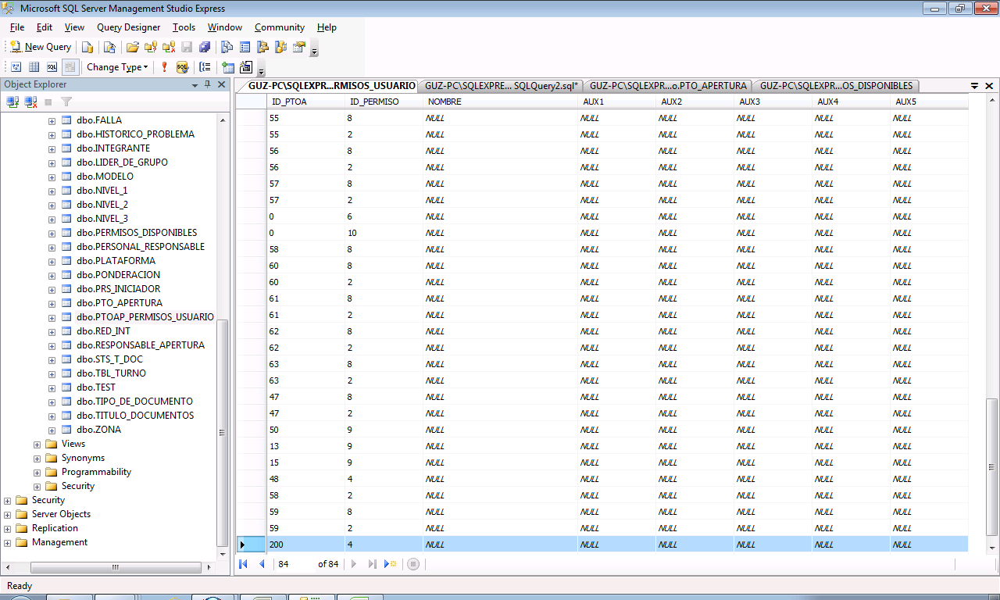 Microsoft SQL Server Management Studio Express
File Edit View Query Designer Tools Window Community Help
New Query
Change Type
Object Explorer
dbo.FALLA
dbo.HISTORICO_PROBLEMA
dbo.INTEGRANTE
dbo.LIDER_DE_GRUPO
dbo.MODELO
dbo.NIVEL_1
dbo.NIVEL_2
dbo.NIVEL_3
dbo.PERMISOS_DISPONIBLES
dbo.PERSONAL_RESPONSABLE
dbo.PLATAFORMA
dbo.PONDERACION
dbo.PRS_INICIADOR
dbo.PTO_APERTURA
dbo.PTOAP_PERMISOS_USUARIO
dbo.RED_INT
dbo.RESPONSABLE_APERTURA
dbo.STS_T_DOC
dbo.TBL_TURNO
dbo.TEST
dbo.TIPO_DE_DOCUMENTO
dbo.TITULO_DOCUMENTOS
dbo.ZONA
Views
Synonyms
Programmability
Security
Security
Server Objects
Replication
Management
GUZ-PC\SQLEXPR...RMISOS_USUARIO GUZ-PC\SQLEXPRE... SQLQuery2.sql* GUZ-PC\SQLEXPR...o.PTO_APERTURA GUZ-PC\SQLEXPR...OS_DISPONIBLES
ID_PTOA ID_PERMISO NOMBRE AUX1 AUX2 AUX3 AUX4 AUX5
55 8 NULL NULL NULL NULL NULL NULL
55 2 NULL NULL NULL NULL NULL NULL
56 8 NULL NULL NULL NULL NULL NULL
56 2 NULL NULL NULL NULL NULL NULL
57 8 NULL NULL NULL NULL NULL NULL
57 2 NULL NULL NULL NULL NULL NULL
0 6 NULL NULL NULL NULL NULL NULL
0 10 NULL NULL NULL NULL NULL NULL
58 8 NULL NULL NULL NULL NULL NULL
60 8 NULL NULL NULL NULL NULL NULL
60 2 NULL NULL NULL NULL NULL NULL
61 8 NULL NULL NULL NULL NULL NULL
61 2 NULL NULL NULL NULL NULL NULL
62 8 NULL NULL NULL NULL NULL NULL
62 2 NULL NULL NULL NULL NULL NULL
63 8 NULL NULL NULL NULL NULL NULL
63 2 NULL NULL NULL NULL NULL NULL
47 8 NULL NULL NULL NULL NULL NULL
47 2 NULL NULL NULL NULL NULL NULL
50 9 NULL NULL NULL NULL NULL NULL
13 9 NULL NULL NULL NULL NULL NULL
15 9 NULL NULL NULL NULL NULL NULL
48 4 NULL NULL NULL NULL NULL NULL
58 2 NULL NULL NULL NULL NULL NULL
59 8 NULL NULL NULL NULL NULL NULL
59 2 NULL NULL NULL NULL NULL NULL
200 4 NULL NULL NULL NULL NULL NULL
84 of 84
Ready